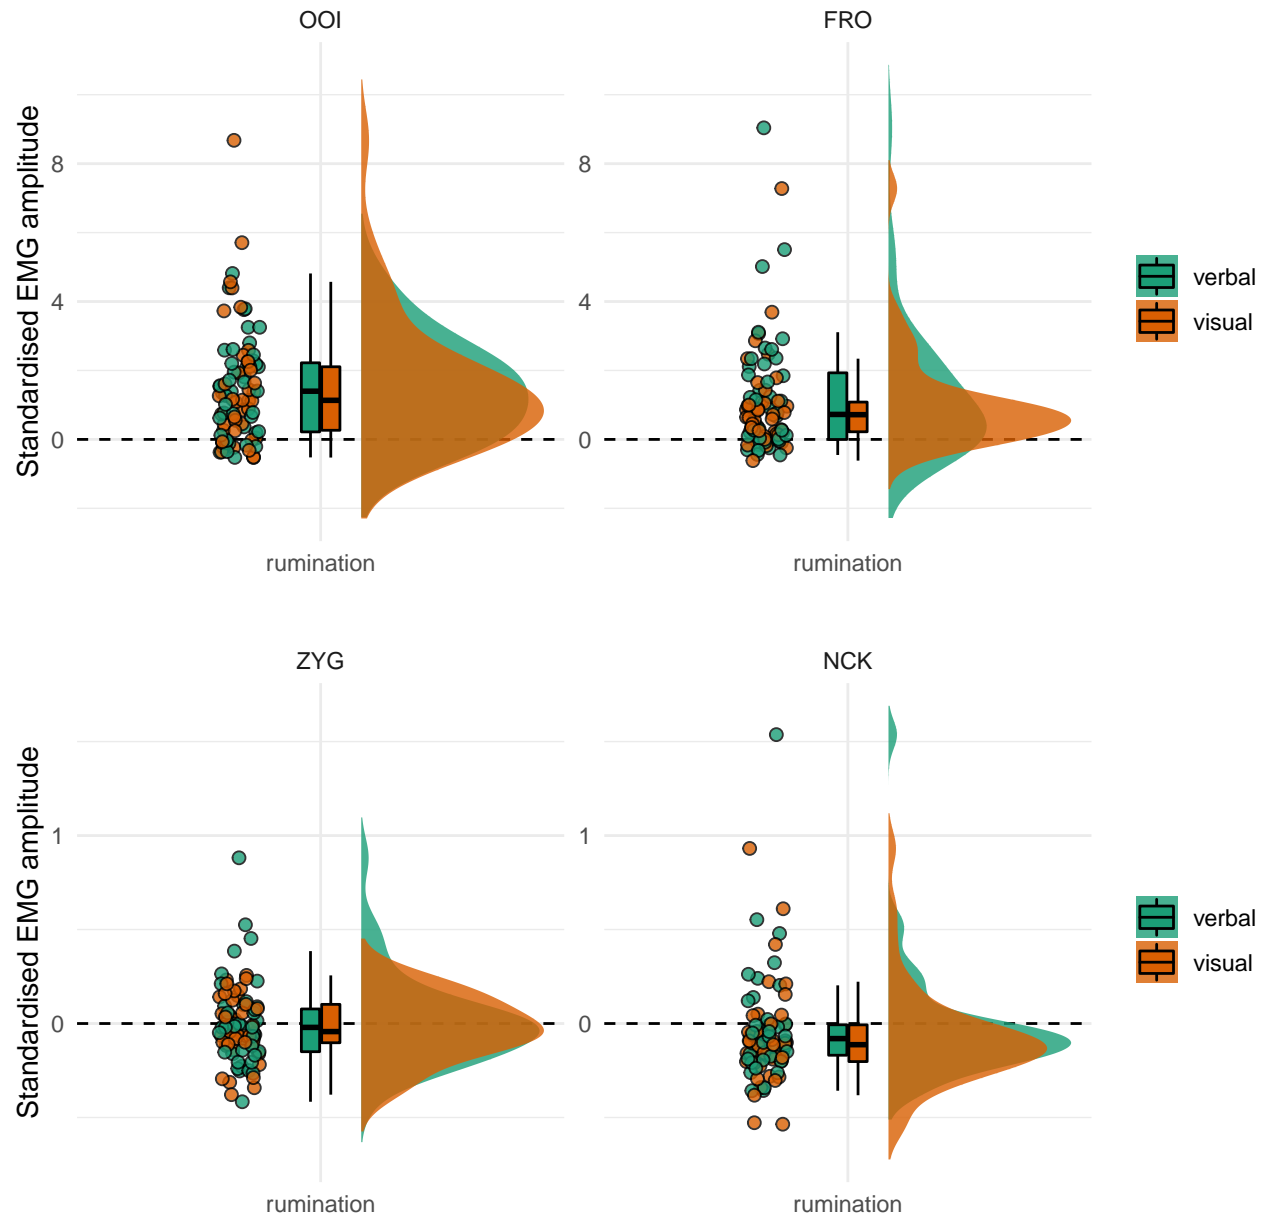 OOI
FRO
Standardised EMG amplitude
8
4
0
8
4
0
rumination
rumination
verbal
visual
ZYG
NCK
Standardised EMG amplitude
1
0
1
0
rumination
rumination
verbal
visual